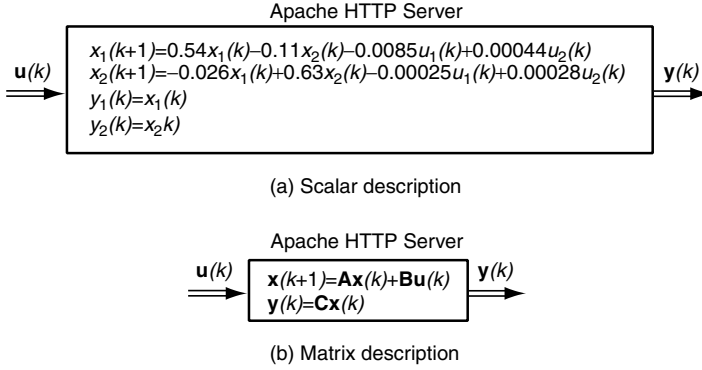 Apache HTTP Server
u(k)
x₁(k+1)=0.54x₁(k)−0.11x₂(k)−0.0085u₁(k)+0.00044u₂(k)
x₂(k+1)=−0.026x₁(k)+0.63x₂(k)−0.00025u₁(k)+0.00028u₂(k)
y₁(k)=x₁(k)
y₂(k)=x₂k)
y(k)
(a) Scalar description
Apache HTTP Server
u(k)
x(k+1)=Ax(k)+Bu(k)
y(k)=Cx(k)
y(k)
(b) Matrix description